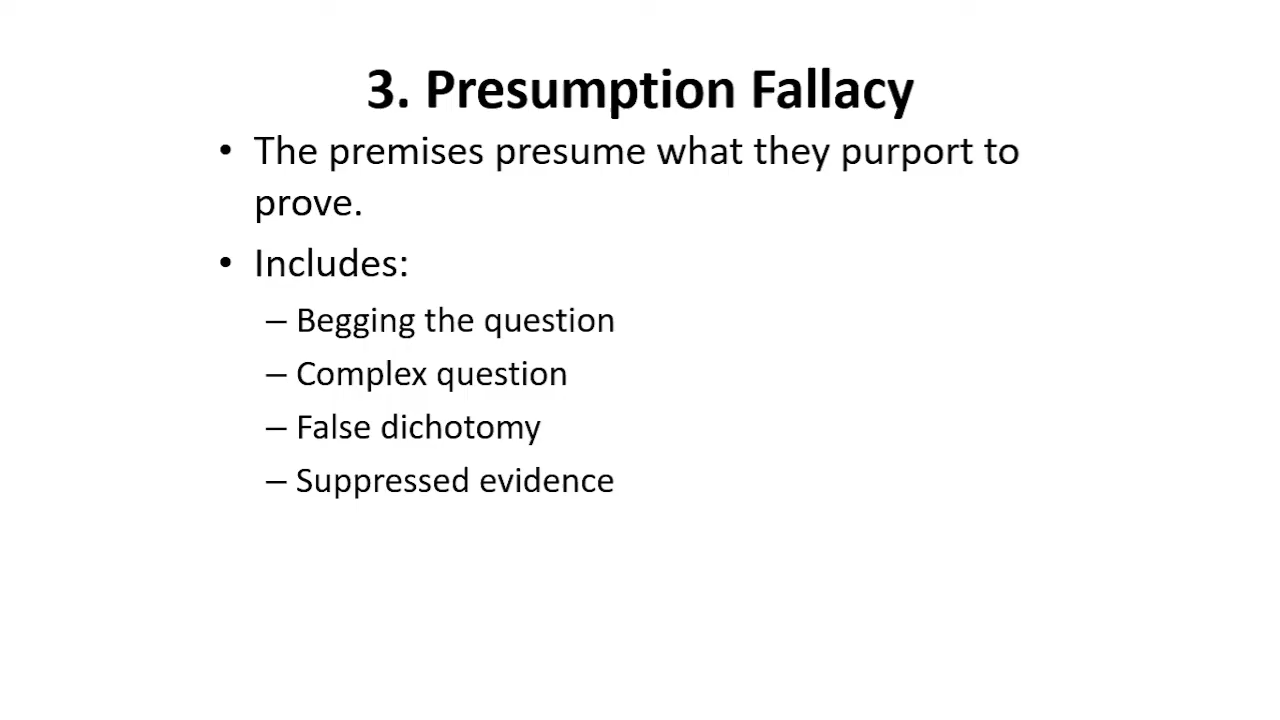 3. Presumption Fallacy
• The premises presume what they purport to
prove.
• Includes:
– Begging the question
– Complex question
– False dichotomy
– Suppressed evidence